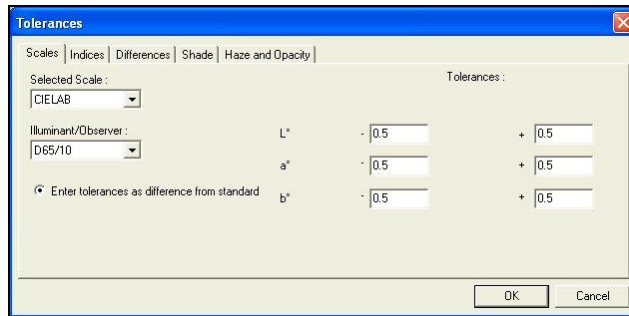 Tolerances
Scales Indices Differences Shade Haze and Opacity
Selected Scale : Tolerances :
CIELAB
Illuminant/Observer :
L* - 0.5 + 0.5
D65/10
a* - 0.5 + 0.5
Enter tolerances as difference from standard
b* - 0.5 + 0.5
OK Cancel